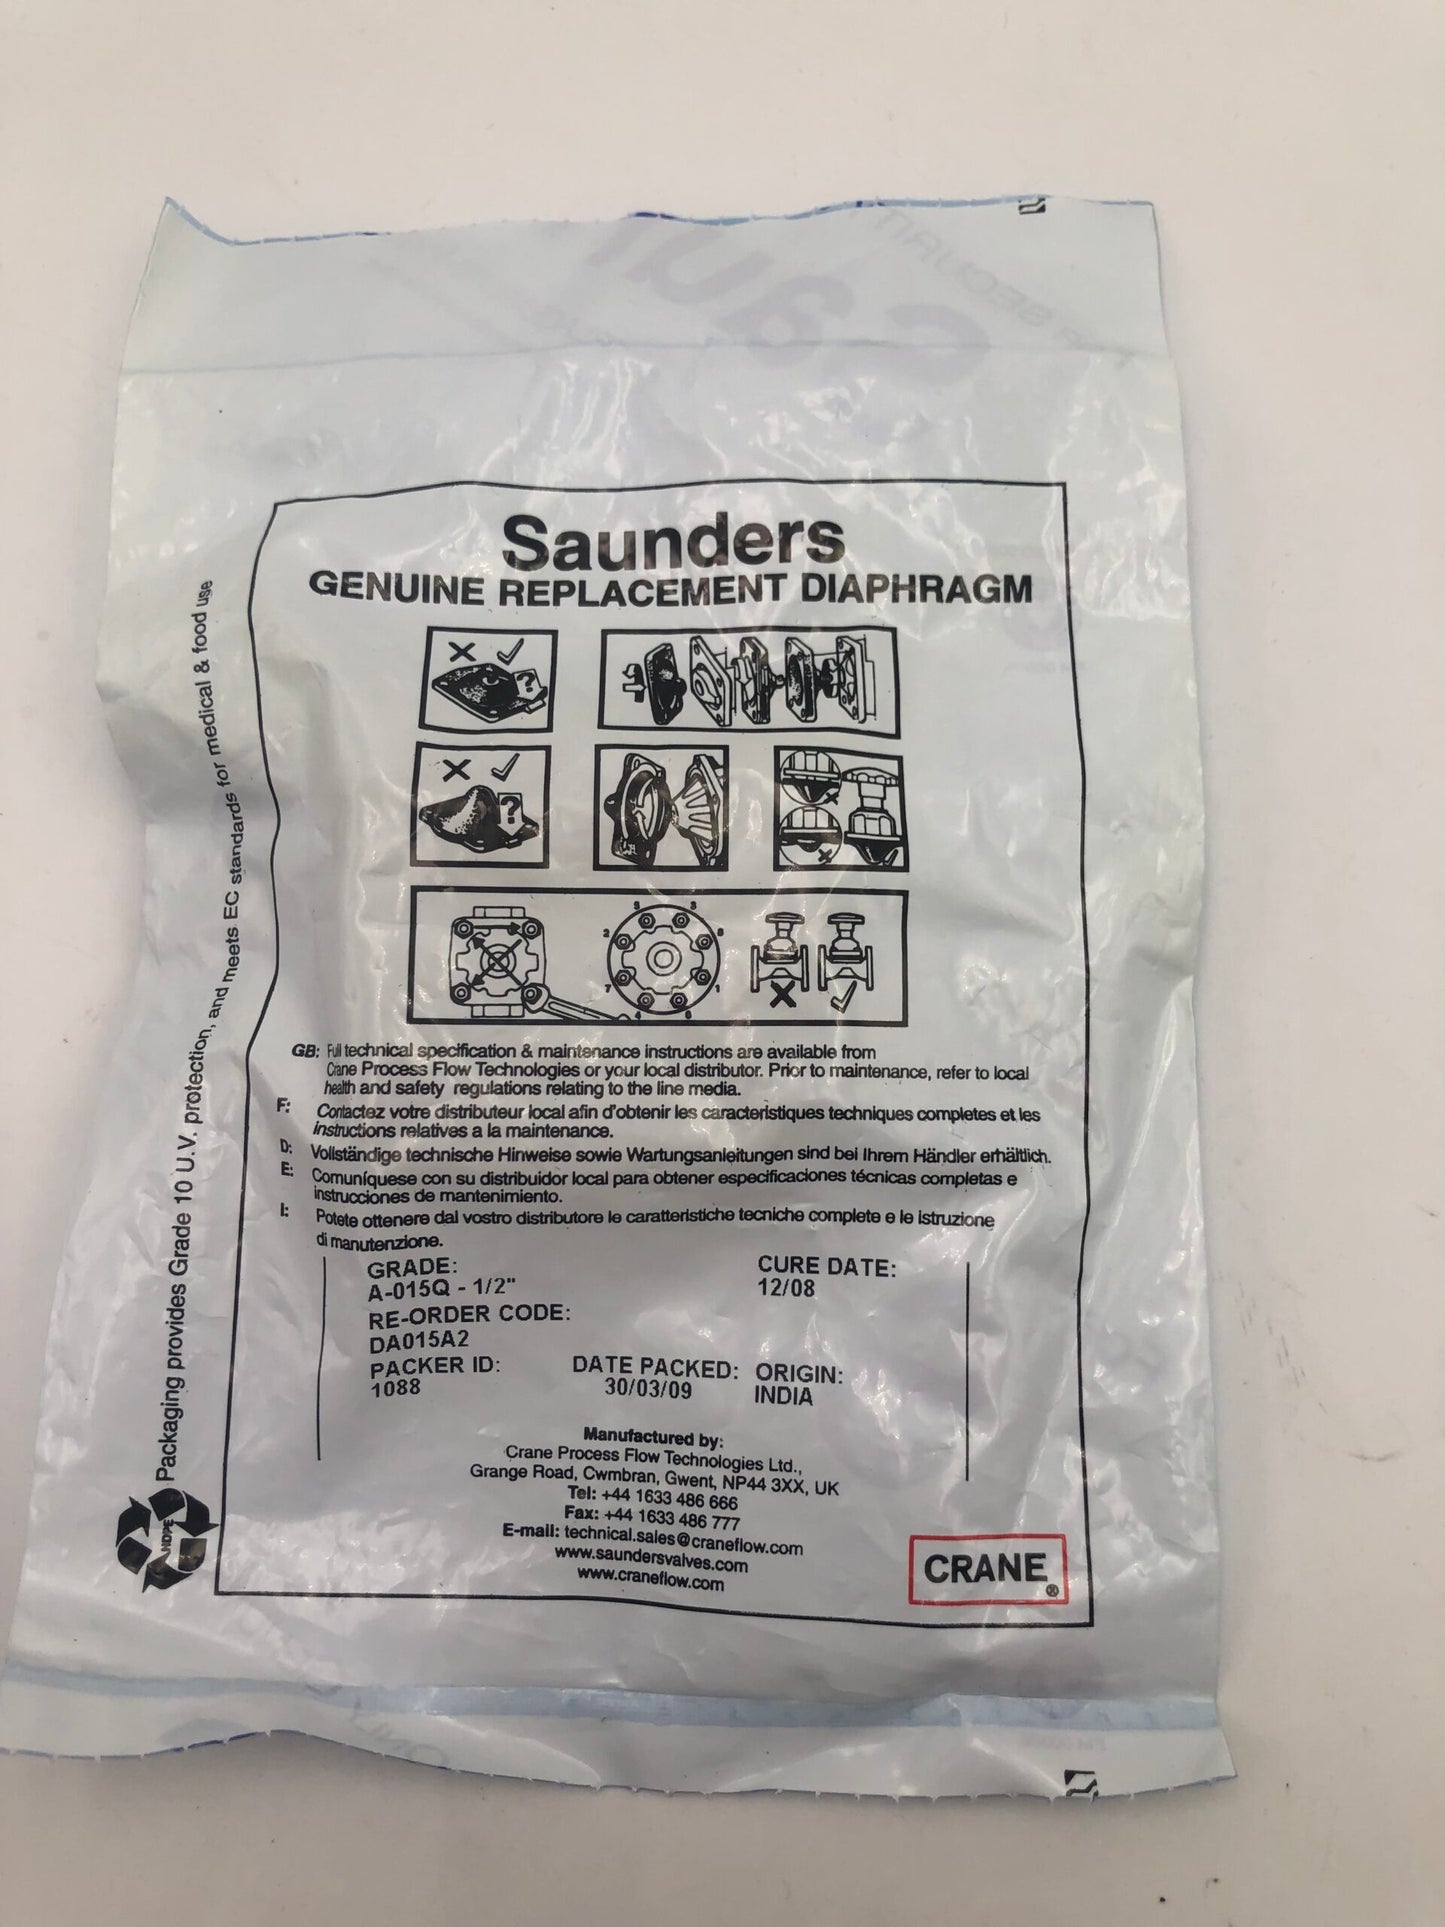 Saunders
GENUINE REPLACEMENT DIAPHRAGM
?
?
3 3
2 8
7 1
4 6
GB: Full technical specification & maintenance instructions are available from
Crane Process Flow Technologies or your local distributor. Prior to maintenance, refer to local
health and safety regulations relating to the line media.
F: Contactez votre distributeur local afin d'obtenir les caracteristiques techniques completes et les
instructions relatives a la maintenance.
D: Vollständige technische Hinweise sowie Wartungsanleitungen sind bei Ihrem Händler erhältlich.
E: Comuníquese con su distribuidor local para obtener especificaciones técnicas completas e
instrucciones de mantenimiento.
I: Potete ottenere dal vostro distributore le caratteristiche tecniche complete e le istruzione
di manutenzione.
GRADE: CURE DATE:
A-015Q - 1/2" 12/08
RE-ORDER CODE:
DA015A2
PACKER ID: DATE PACKED: ORIGIN:
1088 30/03/09 INDIA
Manufactured by:
Crane Process Flow Technologies Ltd.,
Grange Road, Cwmbran, Gwent, NP44 3XX, UK
Tel: +44 1633 486 666
Fax: +44 1633 486 777
E-mail: technical.sales@craneflow.com
www.saundersvalves.com
www.craneflow.com
CRANE
®
Packaging provides Grade 10 U.V. protection, and meets EC standards for medical & food use